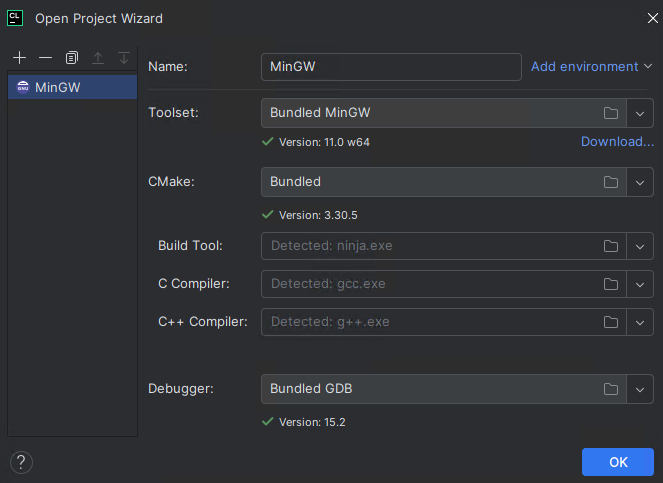 CL
Open Project Wizard
GNU
MinGW
Name:
MinGW
Add environment
Toolset:
Bundled MinGW
Version: 11.0 w64
Download...
CMake:
Bundled
Version: 3.30.5
Build Tool:
Detected: ninja.exe
C Compiler:
Detected: gcc.exe
C++ Compiler:
Detected: g++.exe
Debugger:
Bundled GDB
Version: 15.2
?
OK